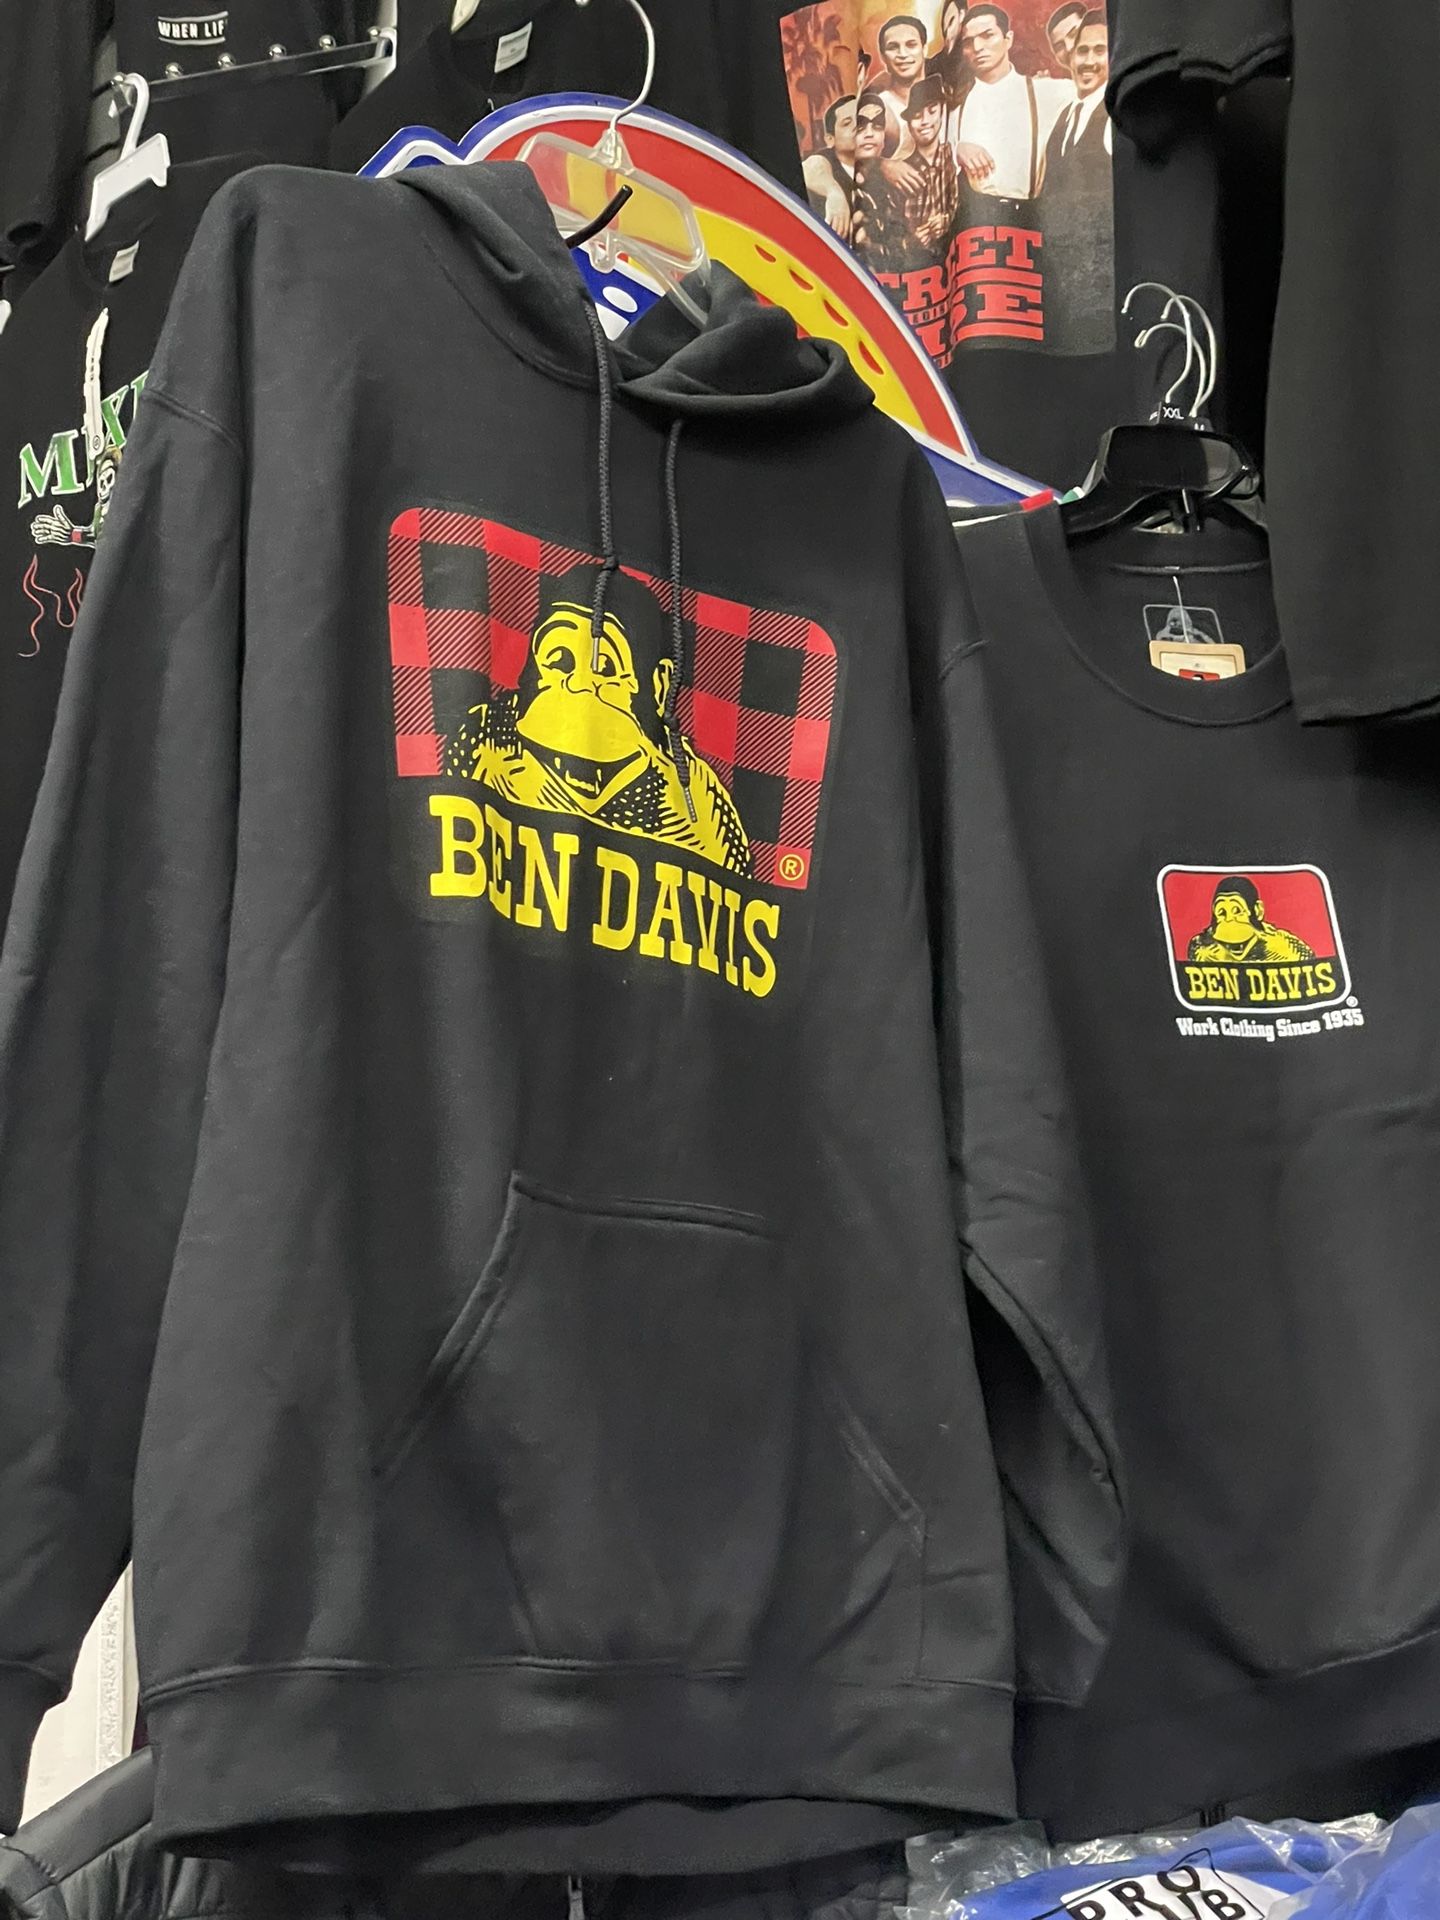 WHEN LIF
XXL
M
BEN DAVIS
®
BEN DAVIS
®
Work Clothing Since 1935
PRO